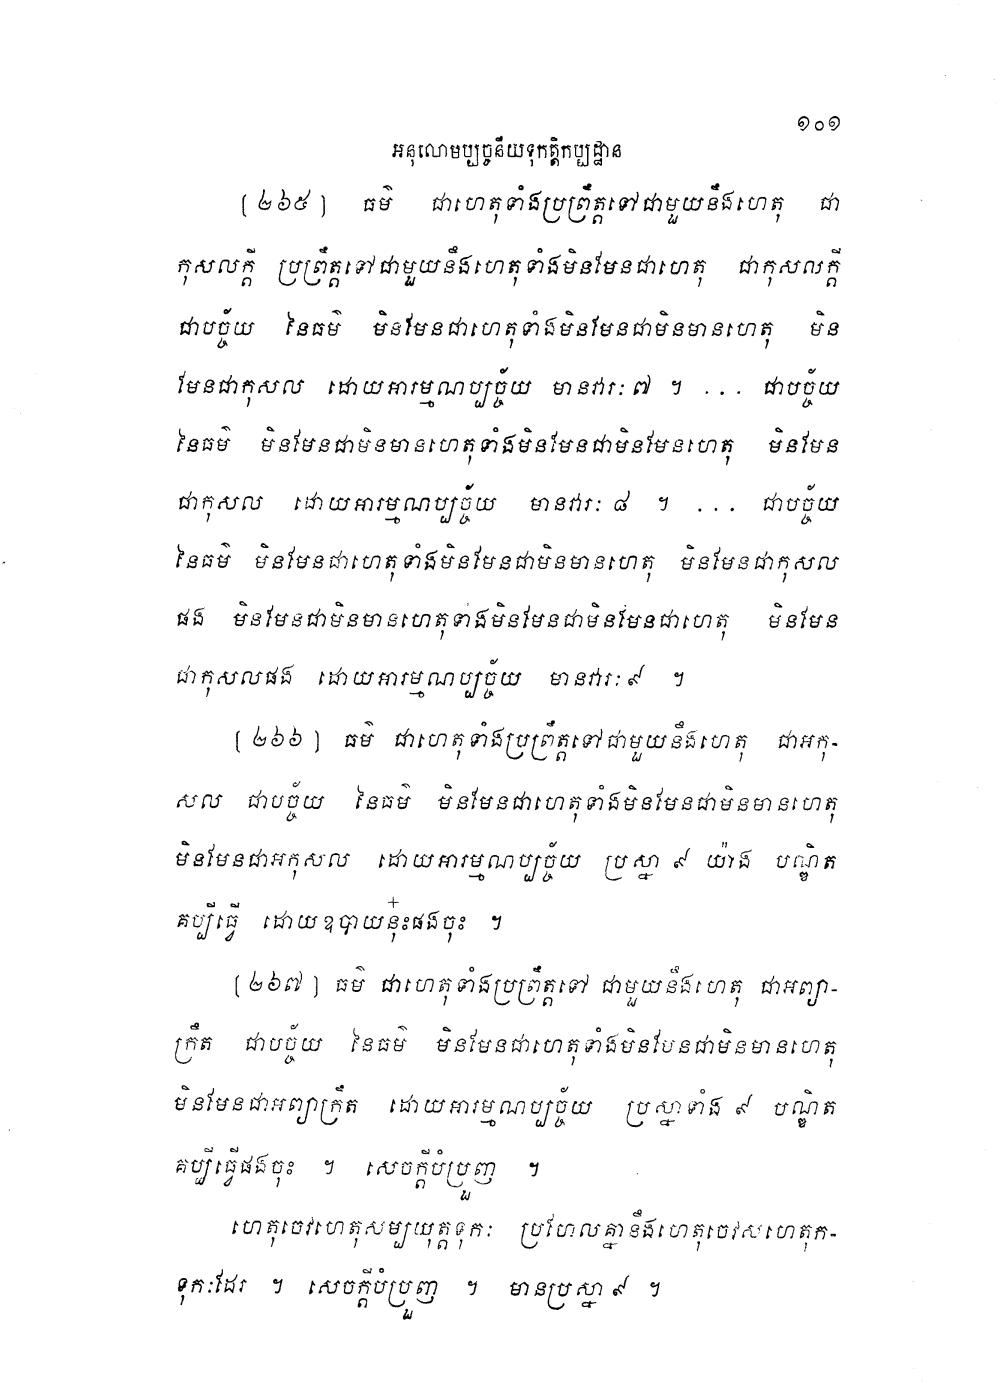 ១០១
អនុលោមប្បច្ចនីយទុកត្តិកប្បដ្ឋាន
(២៦៥) ធម៌ ជាហេតុទាំងប្រព្រឹត្តទៅជាមួយនឹងហេតុ ជា
កុសលក្តី ប្រព្រឹត្តទៅជាមួយនឹងហេតុទាំងមិនមែនជាហេតុ ជាកុសលក្តី
ជាបច្ច័យ នៃធម៌ មិនមែនជាហេតុទាំងមិនមែនជាមិនមានហេតុ មិន
មែនជាកុសល ដោយអារម្មណប្បច្ច័យ មានវារៈ ៧ ។ ... ជាបច្ច័យ
នៃធម៌ មិនមែនជាមិនមានហេតុទាំងមិនមែនជាមិនមែនហេតុ មិនមែន
ជាកុសល ដោយអារម្មណប្បច្ច័យ មានវារៈ ៨ ។ ... ជាបច្ច័យ
នៃធម៌ មិនមែនជាហេតុទាំងមិនមែនជាមិនមានហេតុ មិនមែនជាកុសល
ផង មិនមែនជាមិនមានហេតុទាំងមិនមែនជាមិនមែនជាហេតុ មិនមែន
ជាកុសលផង ដោយអារម្មណប្បច្ច័យ មានវារៈ ៩ ។
(២៦៦) ធម៌ ជាហេតុទាំងប្រព្រឹត្តទៅជាមួយនឹងហេតុ ជាអកុ-
សល ជាបច្ច័យ នៃធម៌ មិនមែនជាហេតុទាំងមិនមែនជាមិនមានហេតុ
មិនមែនជាអកុសល ដោយអារម្មណប្បច្ច័យ ប្រស្នា ៩ យ៉ាង បណ្ឌិត
គប្បីធ្វើ ដោយឧបាយនុ៎ះផងចុះ ។
(២៦៧) ធម៌ ជាហេតុទាំងប្រព្រឹត្តទៅ ជាមួយនឹងហេតុ ជាអព្យា-
ក្រឹត ជាបច្ច័យ នៃធម៌ មិនមែនជាហេតុទាំងមិនមែនជាមិនមានហេតុ
មិនមែនជាអព្យាក្រឹត ដោយអារម្មណប្បច្ច័យ ប្រស្នាទាំង ៩ បណ្ឌិត
គប្បីធ្វើផងចុះ ។ សេចក្តីបំប្រួញ ។
ហេតុចេវហេតុសម្បយុត្តទុកៈ ប្រហែលគ្នានឹងហេតុចេវសហេតុក-
ទុកៈដែរ ។ សេចក្តីបំប្រួញ ។ មានប្រស្នា ៩ ។